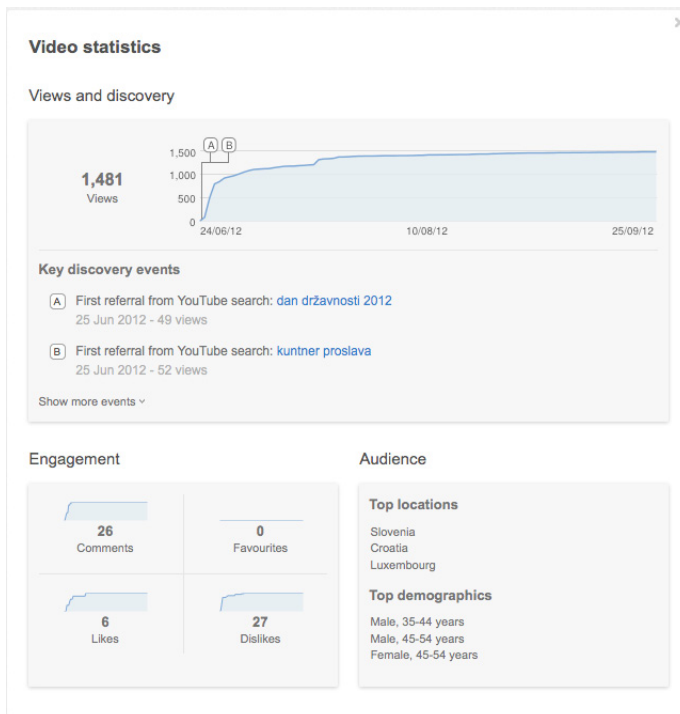 ×
Video statistics
Views and discovery
1,481
Views
A B
1,500
1,000
500
0
24/06/12 10/08/12 25/09/12
Key discovery events
A First referral from YouTube search: dan državnosti 2012
25 Jun 2012 - 49 views
B First referral from YouTube search: kuntner proslava
25 Jun 2012 - 52 views
Show more events
Engagement
26
Comments
0
Favourites
6
Likes
27
Dislikes
Audience
Top locations
Slovenia
Croatia
Luxembourg
Top demographics
Male, 35-44 years
Male, 45-54 years
Female, 45-54 years